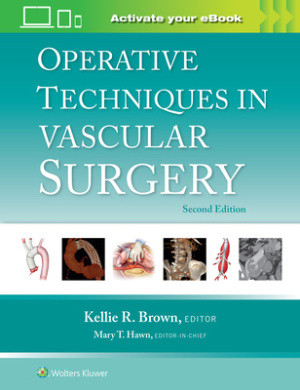 Activate your eBook
OPERATIVE
TECHNIQUES IN
VASCULAR
SURGERY
Second Edition
Kellie R. Brown, EDITOR
Mary T. Hawn, EDITOR-IN-CHIEF
Wolters Kluwer